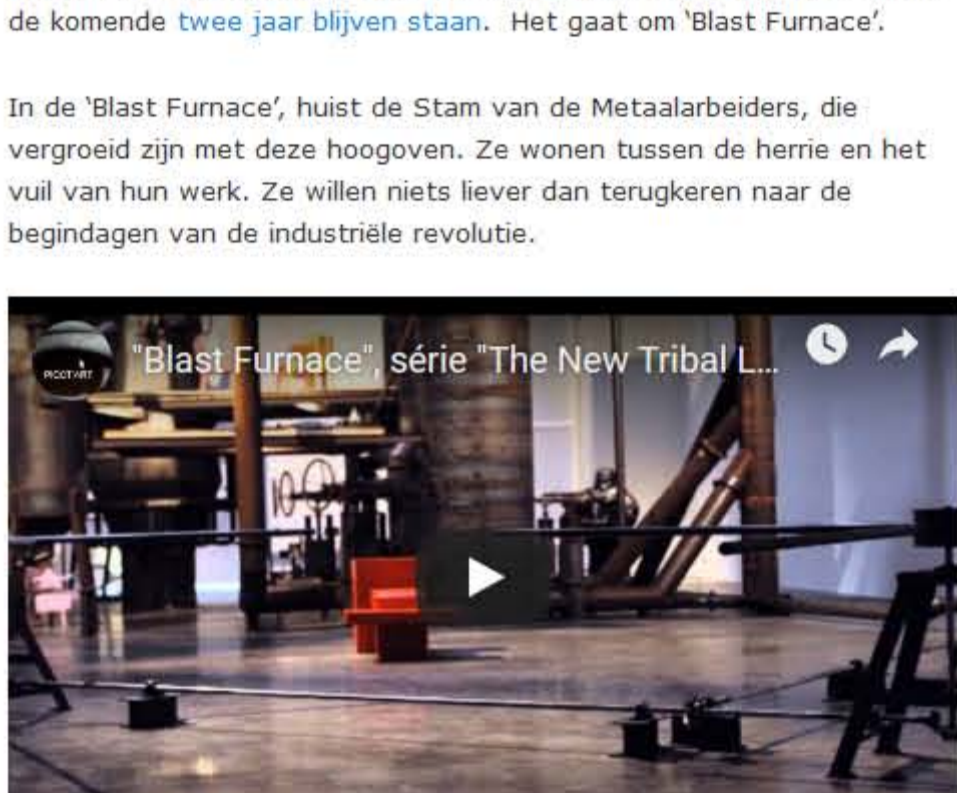 de komende twee jaar blijven staan. Het gaat om ‘Blast Furnace’.
In de ‘Blast Furnace’, huist de Stam van de Metaalarbeiders, die
vergroeid zijn met deze hoogoven. Ze wonen tussen de herrie en het
vuil van hun werk. Ze willen niets liever dan terugkeren naar de
begindagen van de industriële revolutie.
PICOTART
"Blast Furnace", série "The New Tribal L...